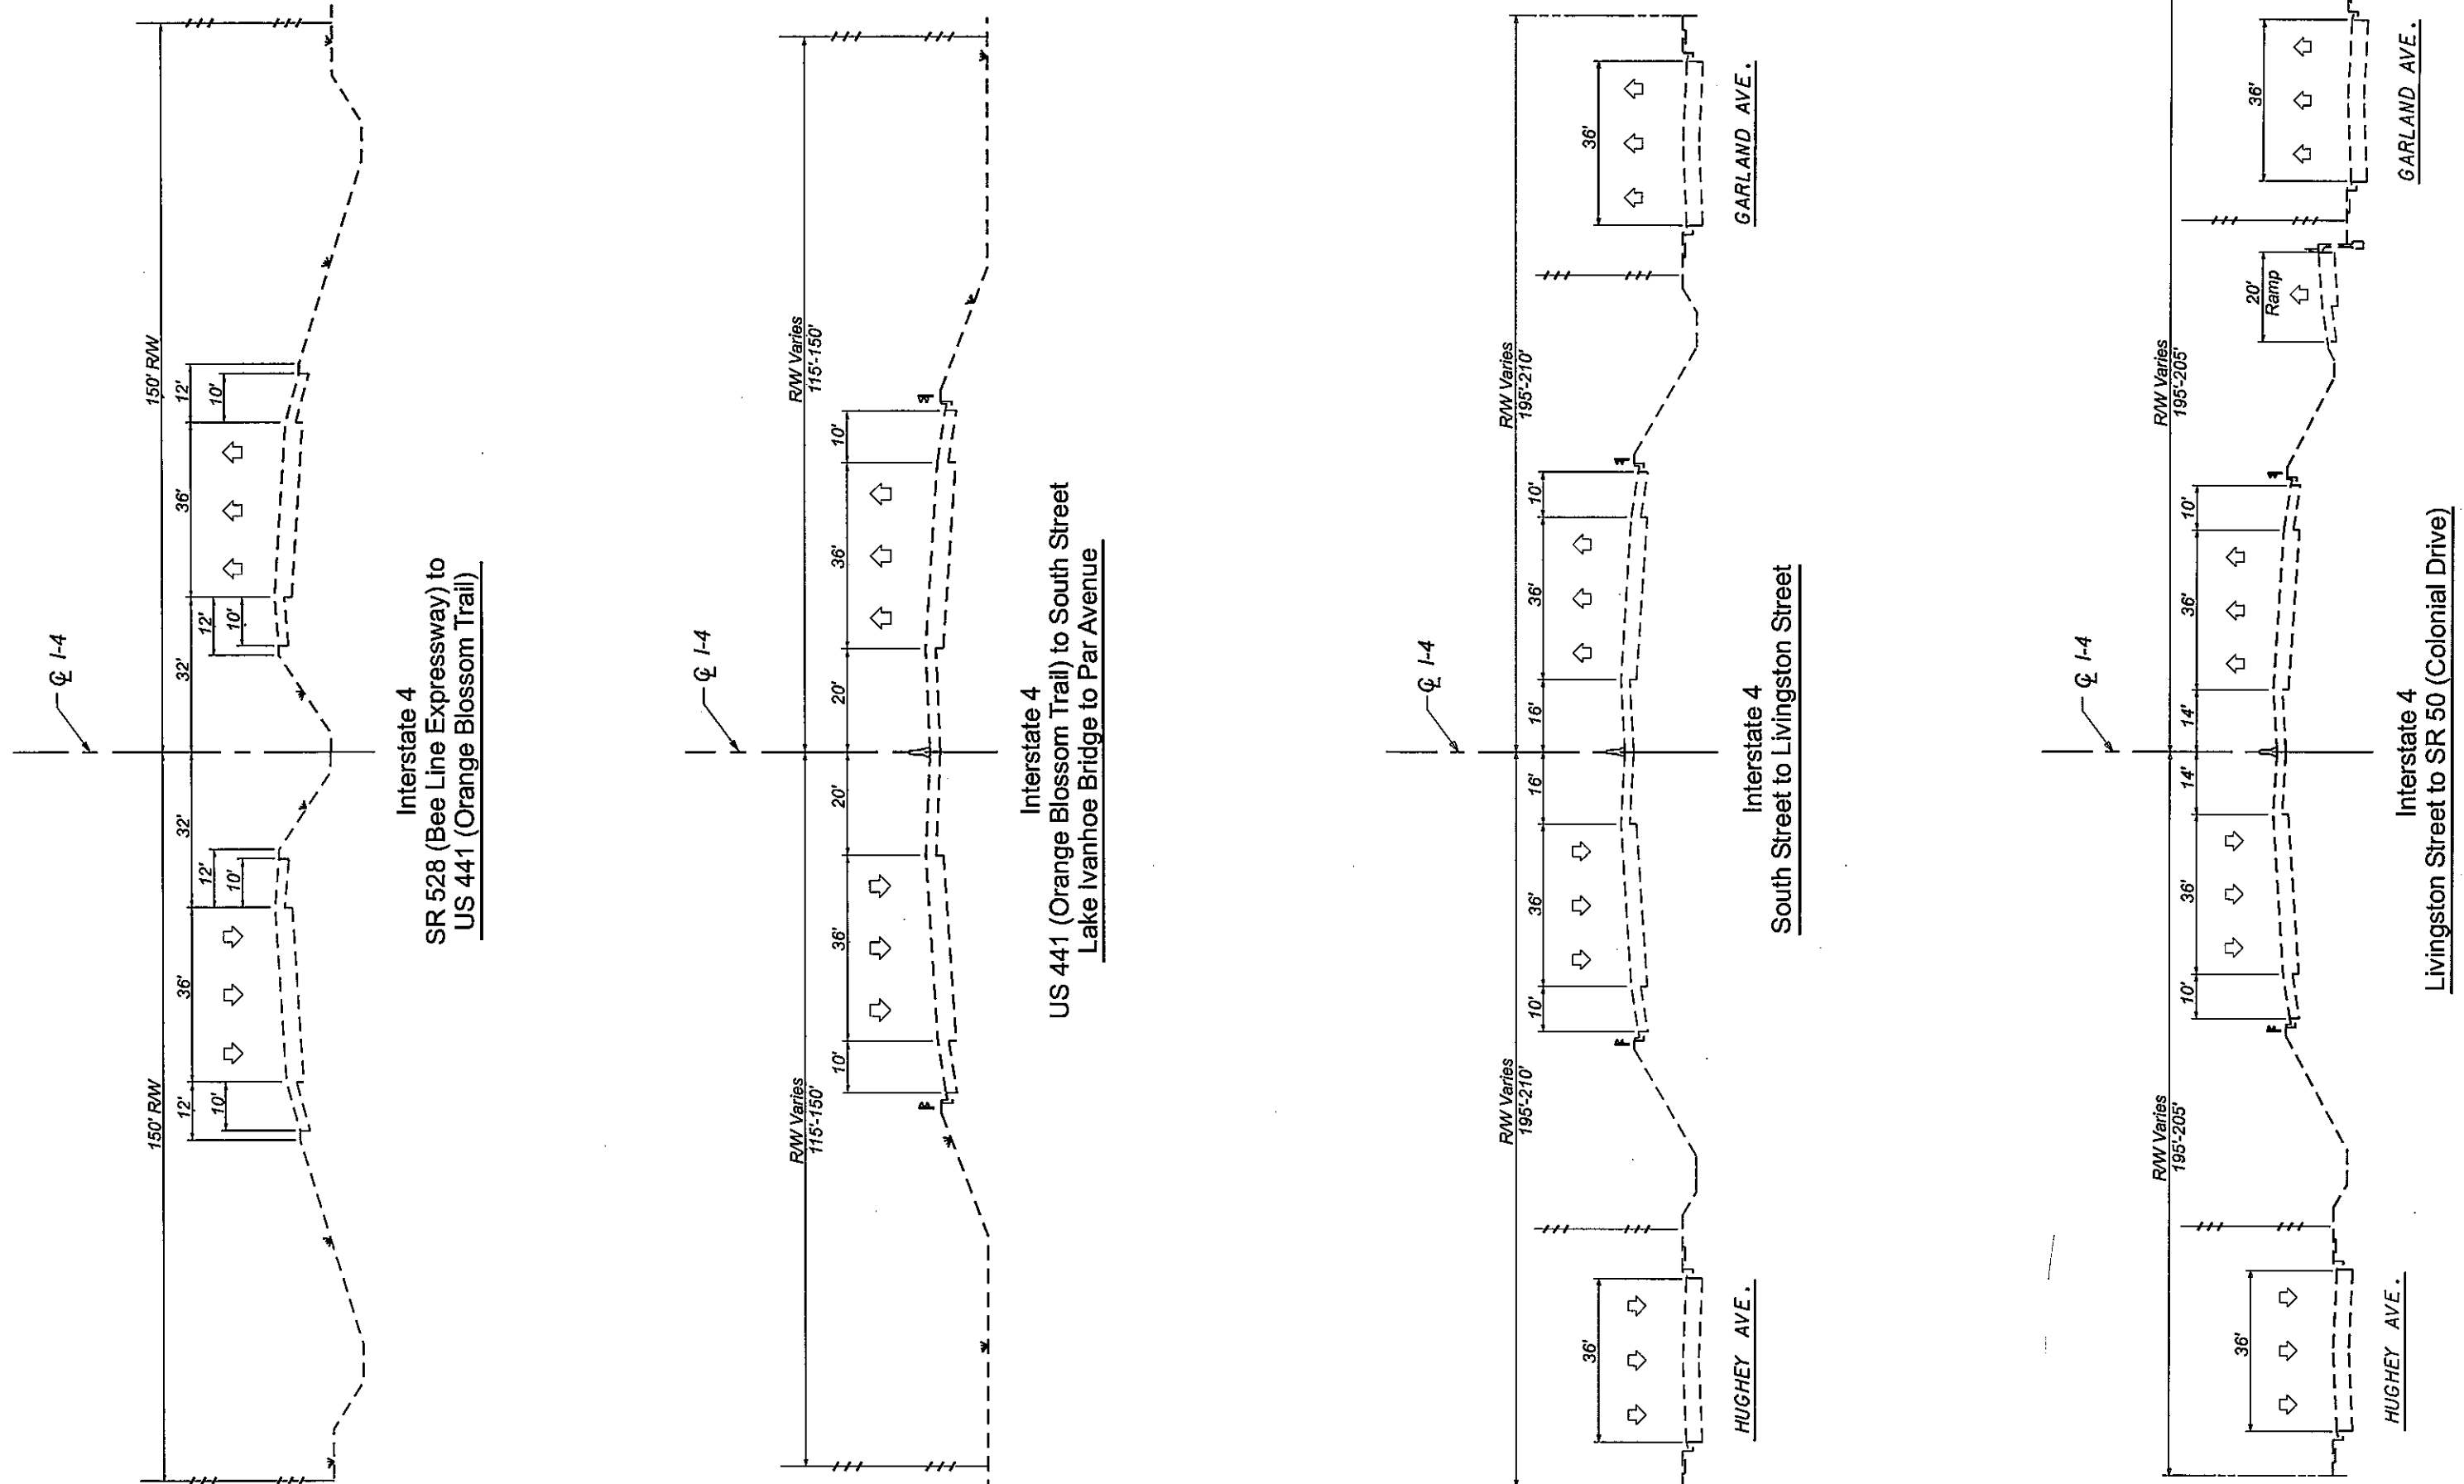 ℄ I-4
150' R/W
150' R/W
12'
36'
32'
32'
36'
12'
10'
12'
10'
12'
10'
10'
Interstate 4
SR 528 (Bee Line Expressway) to
US 441 (Orange Blossom Trail)
℄ I-4
R/W Varies
115'-150'
R/W Varies
115'-150'
10'
36'
20'
20'
36'
10'
Interstate 4
US 441 (Orange Blossom Trail) to South Street
Lake Ivanhoe Bridge to Par Avenue
℄ I-4
R/W Varies
195'-210'
R/W Varies
195'-210'
10'
36'
16'
16'
36'
10'
36'
36'
HUGHEY AVE.
GARLAND AVE.
Interstate 4
South Street to Livingston Street
℄ I-4
R/W Varies
195'-205'
R/W Varies
195'-205'
10'
36'
14'
14'
36'
10'
36'
20'
Ramp
36'
HUGHEY AVE.
GARLAND AVE.
Interstate 4
Livingston Street to SR 50 (Colonial Drive)